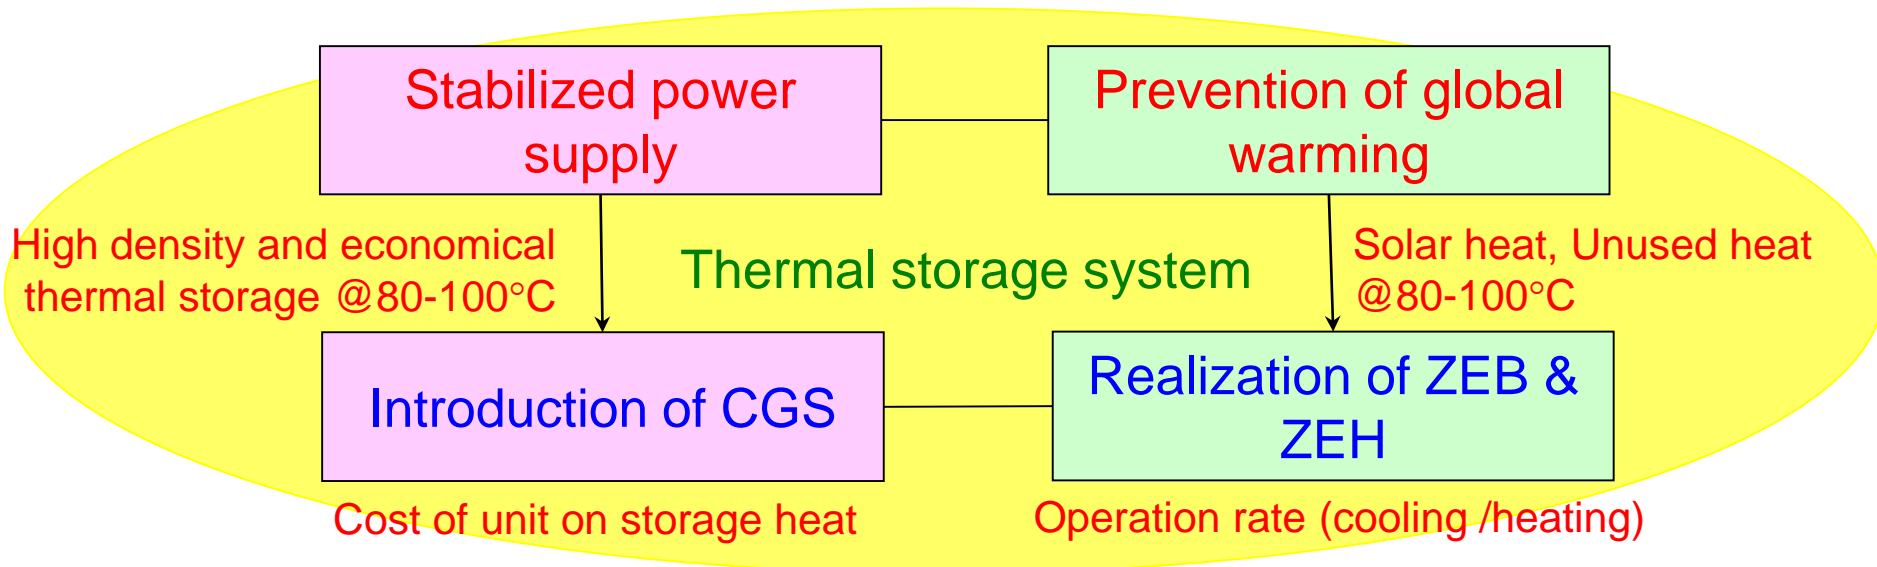 Stabilized power
supply
Prevention of global
warming
High density and economical
thermal storage @80-100°C
Thermal storage system
Solar heat, Unused heat
@80-100°C
Introduction of CGS
Realization of ZEB &
ZEH
Cost of unit on storage heat
Operation rate (cooling /heating)